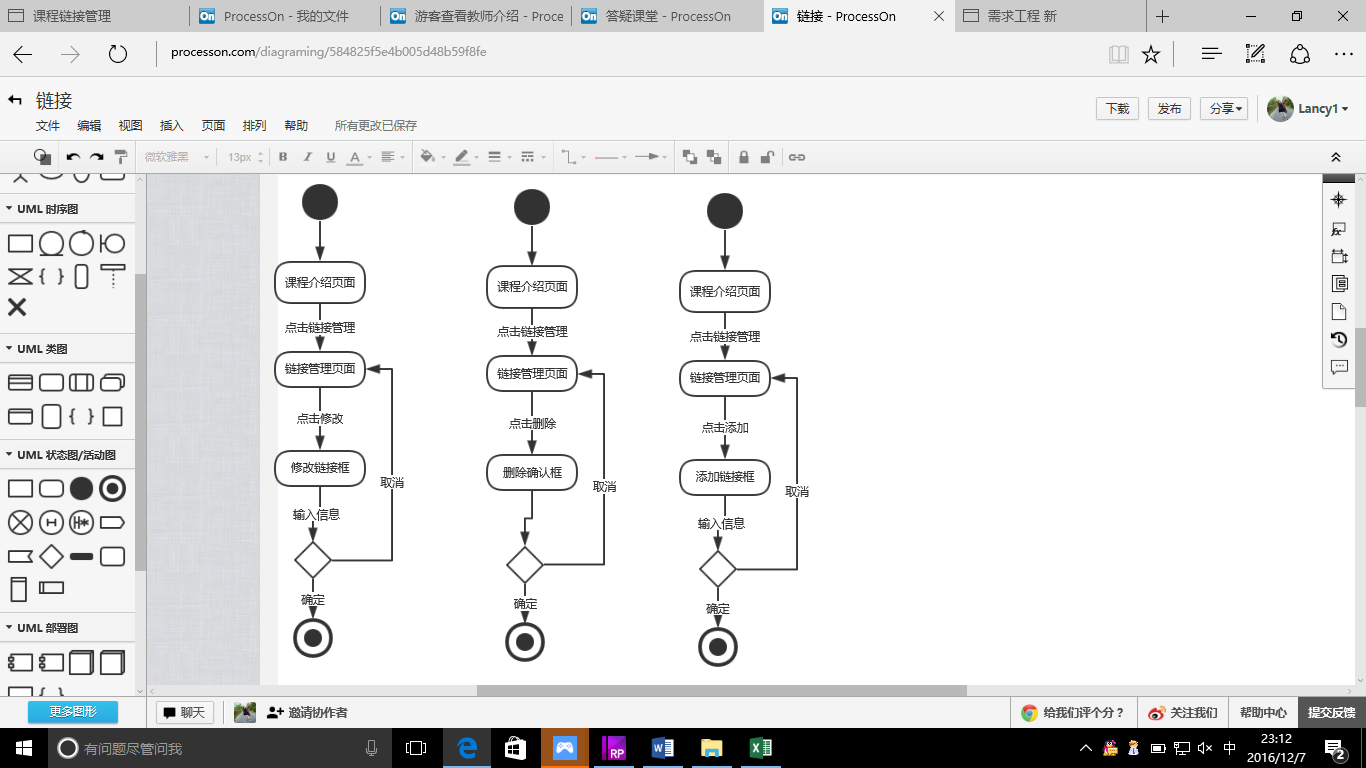 课程链接管理
ProcessOn - 我的文件
游客查看教师介绍 - Proce
答疑课堂 - ProcessOn
链接 - ProcessOn
需求工程 新
processon.com/diagraming/584825f5e4b005d48b59f8fe
链接
下载
发布
分享
Lancy1
文件 编辑 视图 插入 页面 排列 帮助 所有更改已保存
微软雅黑 13px B I U A
UML 时序图
UML 类图
UML 状态图/活动图
UML 部署图
更多图形
课程介绍页面
点击链接管理
链接管理页面
点击修改
修改链接框
取消
输入信息
确定
课程介绍页面
点击链接管理
链接管理页面
点击删除
删除确认框
取消
确定
课程介绍页面
点击链接管理
链接管理页面
点击添加
添加链接框
取消
输入信息
确定
聊天
邀请协作者
给我们评个分？
关注我们
帮助中心
提交反馈
有问题尽管问我
RP
中
23:12
2016/12/7
2